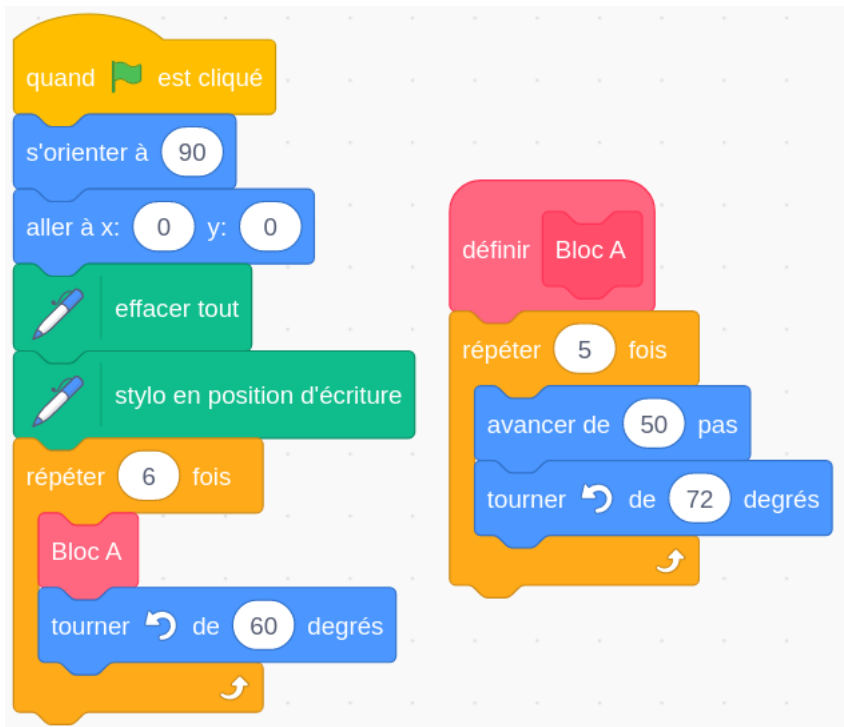 quand est cliqué
s'orienter à 90
aller à x: 0 y: 0
effacer tout
stylo en position d'écriture
répéter 6 fois
Bloc A
tourner de 60 degrés
définir Bloc A
répéter 5 fois
avancer de 50 pas
tourner de 72 degrés